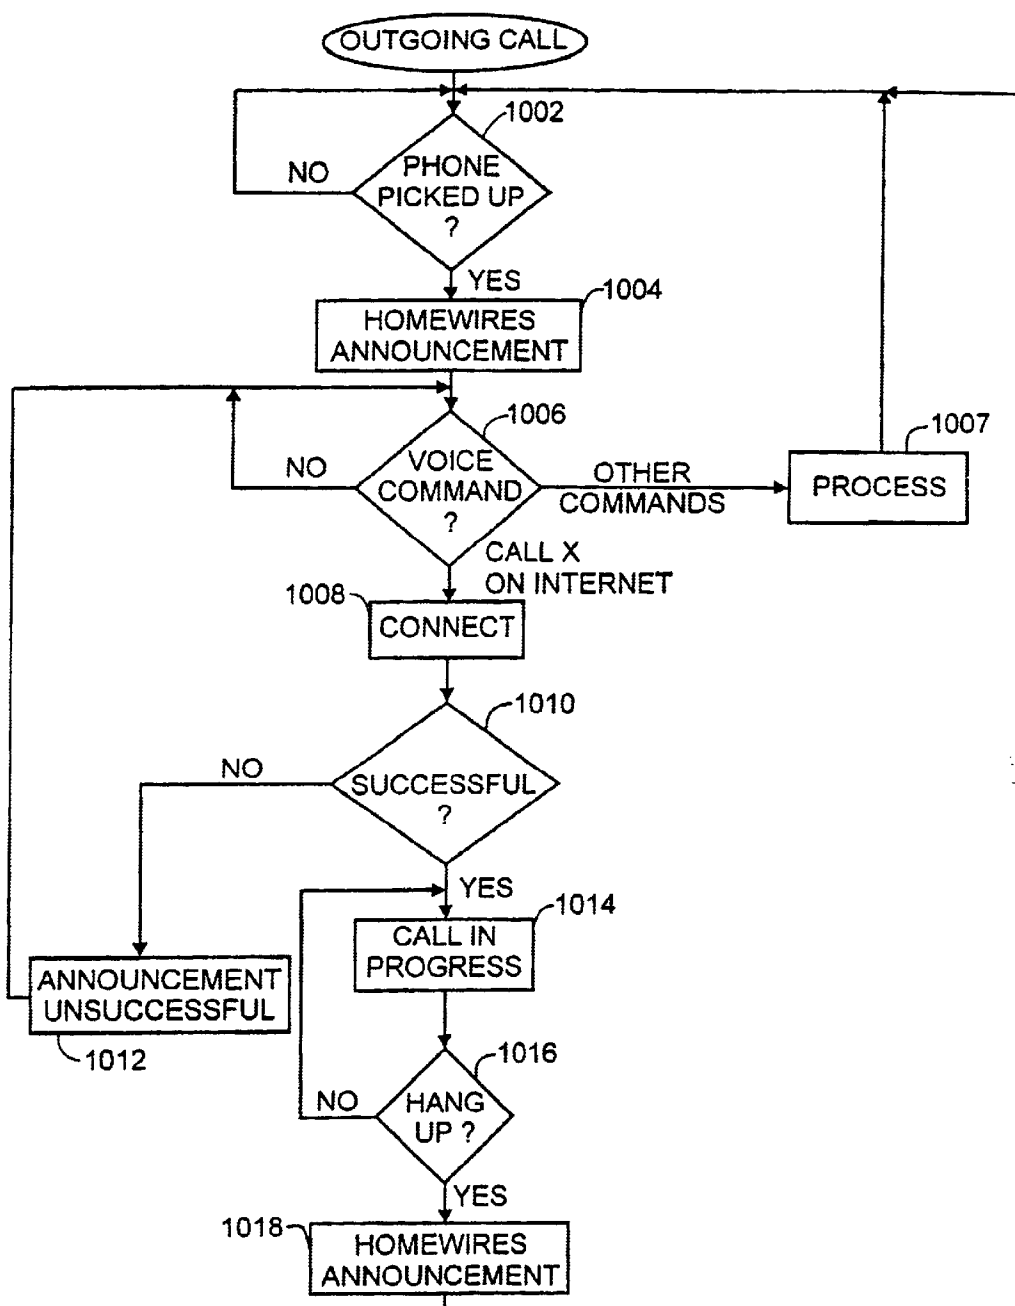 OUTGOING CALL
1002
PHONE
PICKED UP
?
NO
YES
1004
HOMEWIRES
ANNOUNCEMENT
1006
VOICE
COMMAND
?
NO
OTHER
COMMANDS
1007
PROCESS
CALL X
ON INTERNET
1008
CONNECT
1010
SUCCESSFUL
?
NO
YES
1014
CALL IN
PROGRESS
ANNOUNCEMENT
UNSUCCESSFUL
1012
1016
HANG
UP ?
NO
YES
1018
HOMEWIRES
ANNOUNCEMENT